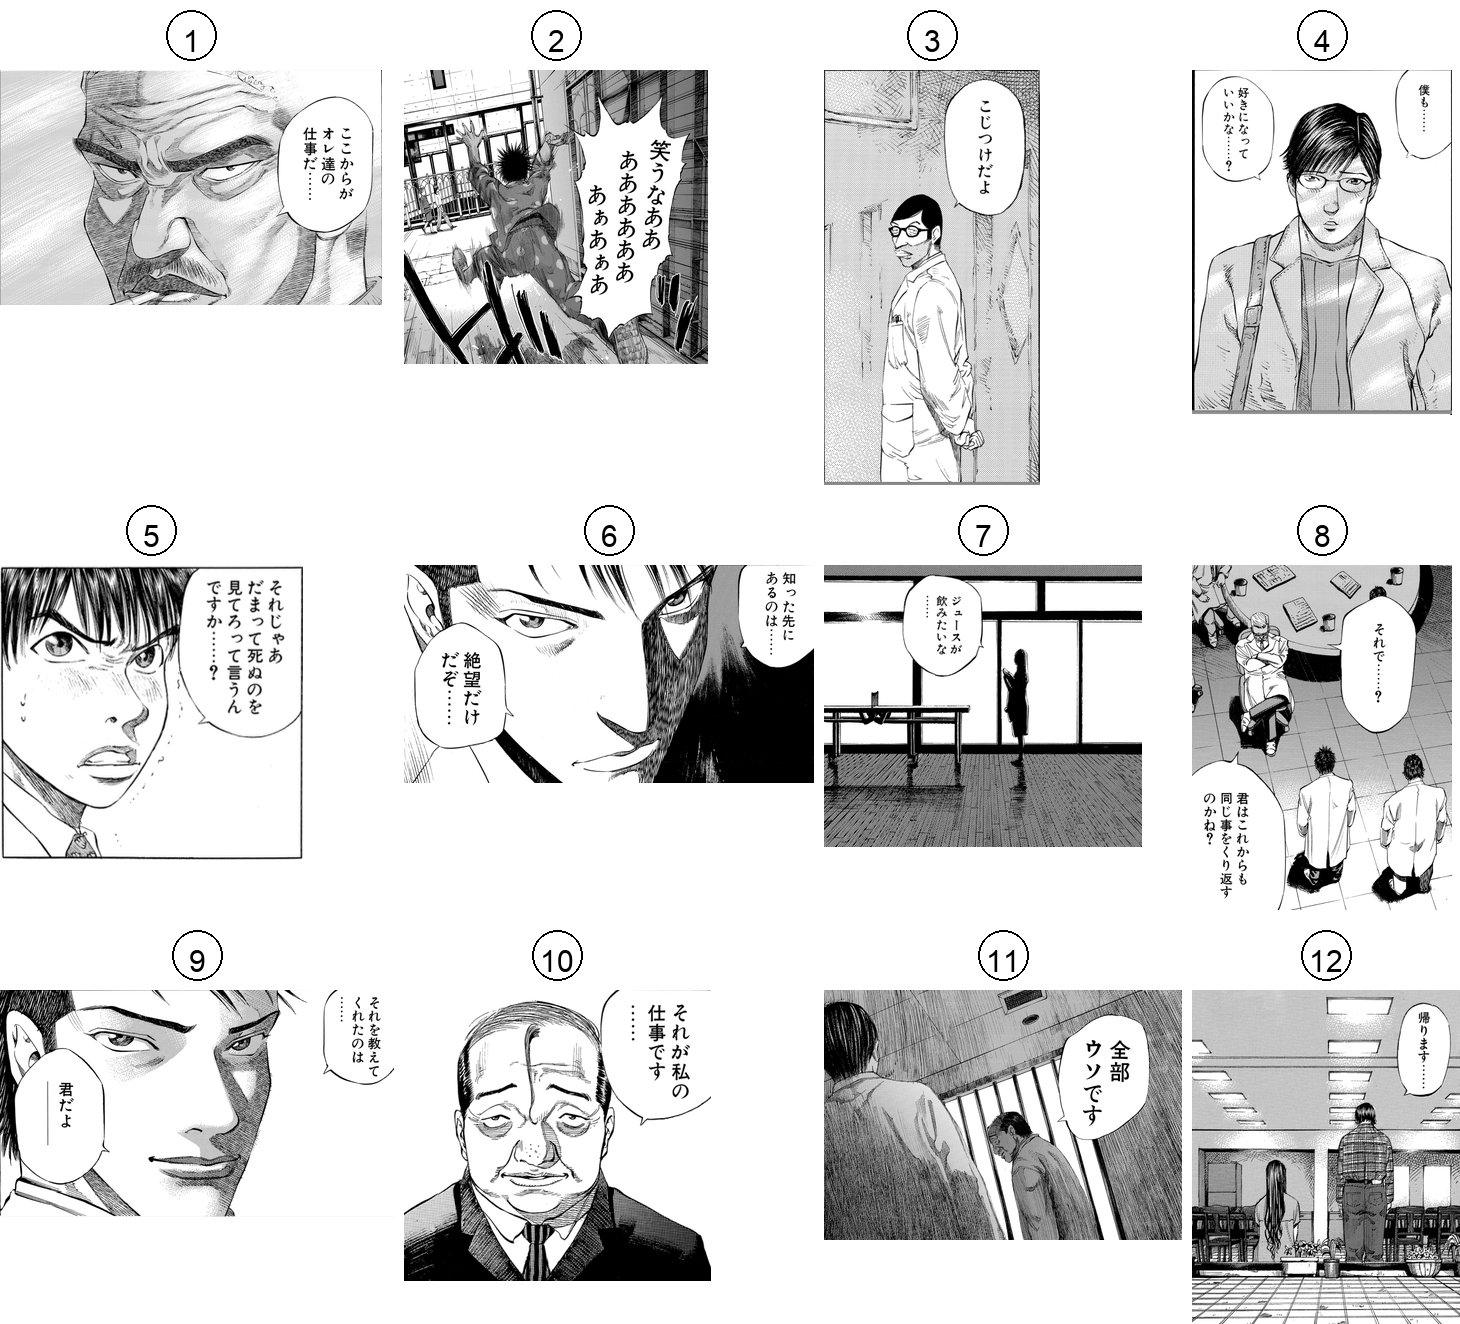 1
ここからが
オレ達の
仕事だ……
2
笑うなああ
あああああああ
あぁあぁあ
3
こじつけだよ
4
僕も……
好きになって
いいかな……？
5
それじゃあ
だまって死ぬのを
見てろって言うん
ですか……？
6
知った先に
あるのは……
絶望だけ
だぞ……
7
ジュースが
飲みたいな
……
8
それで……？
君はこれからも
同じ事をくり返す
のかね？
9
それを教えて
くれたのは
……
君だよ
10
それが私の
仕事です
……
11
全部
ウソです
12
帰ります……